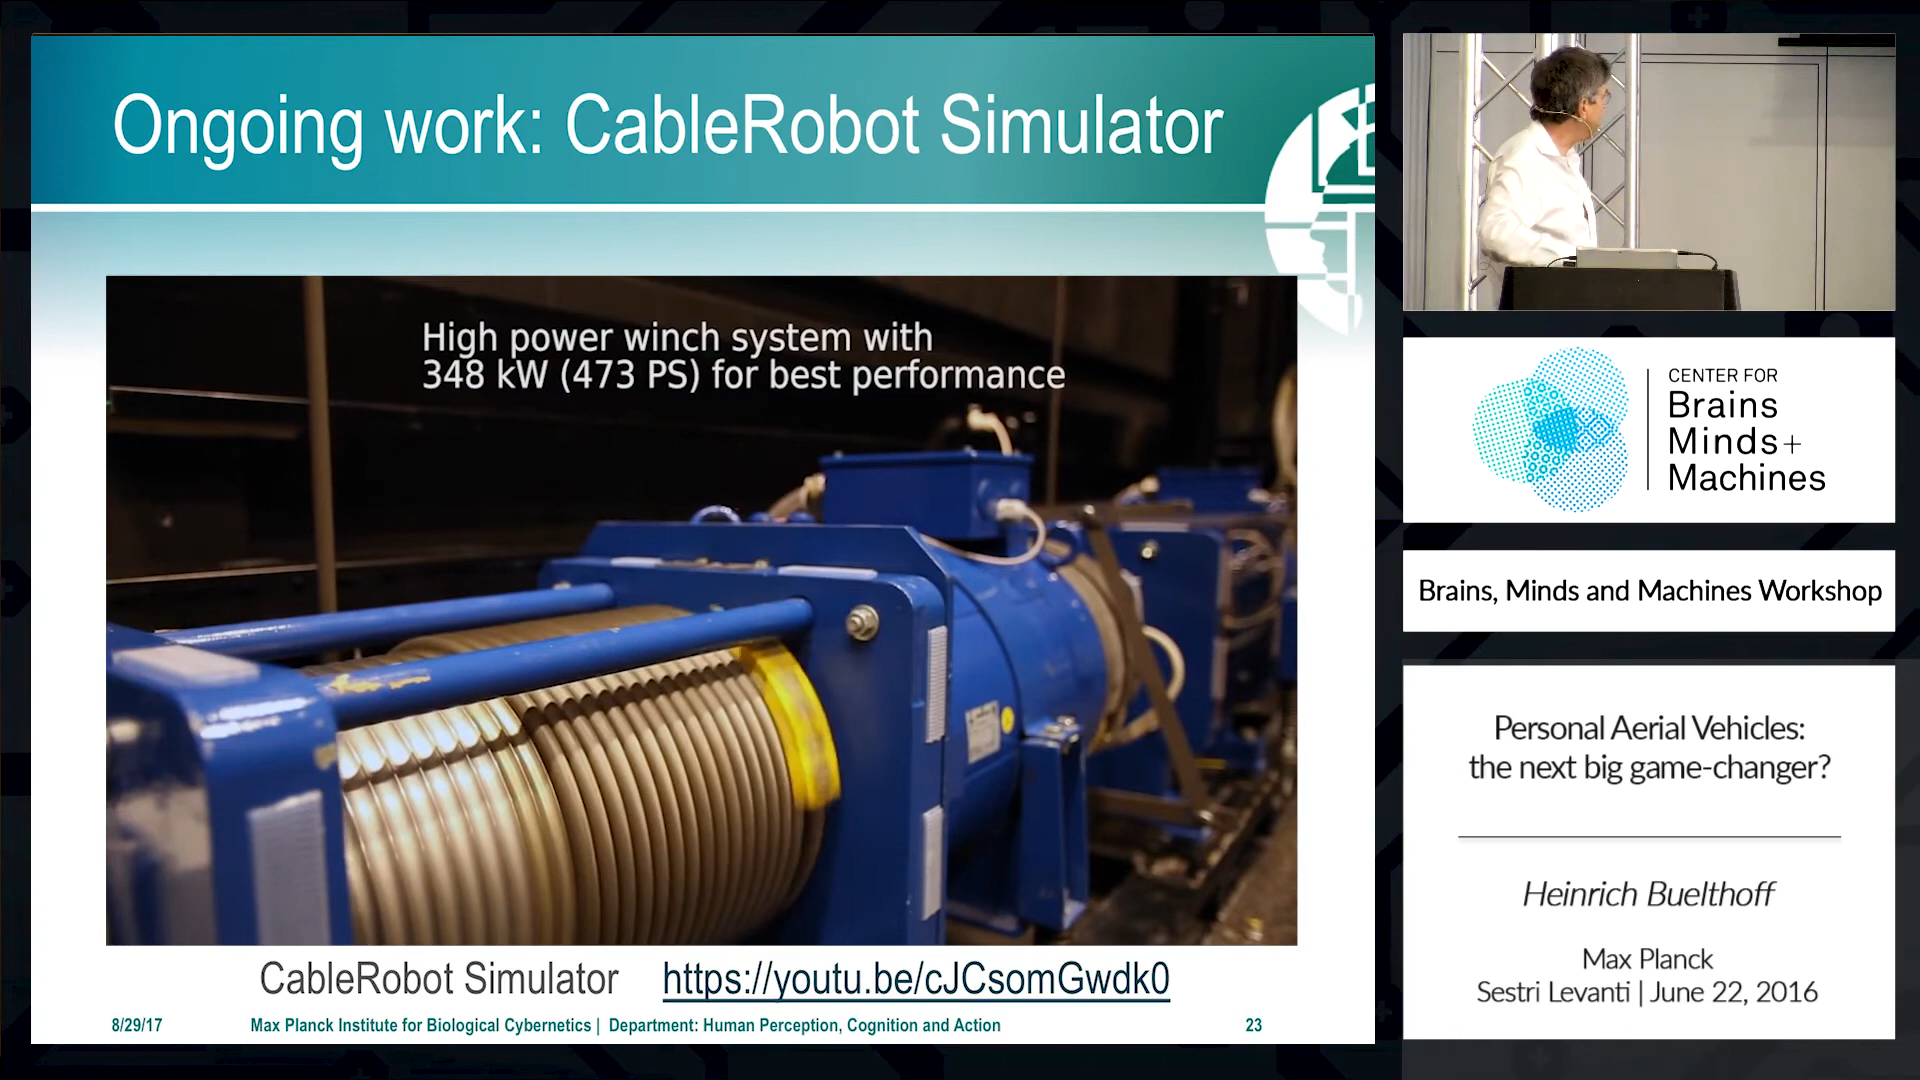 Ongoing work: CableRobot Simulator
High power winch system with
348 kW (473 PS) for best performance
CableRobot Simulator https://youtu.be/cJCsomGwdk0
8/29/17 Max Planck Institute for Biological Cybernetics | Department: Human Perception, Cognition and Action 23
CENTER FOR
Brains
Minds+
Machines
Brains, Minds and Machines Workshop
Personal Aerial Vehicles:
the next big game-changer?
Heinrich Buelthoff
Max Planck
Sestri Levanti | June 22, 2016